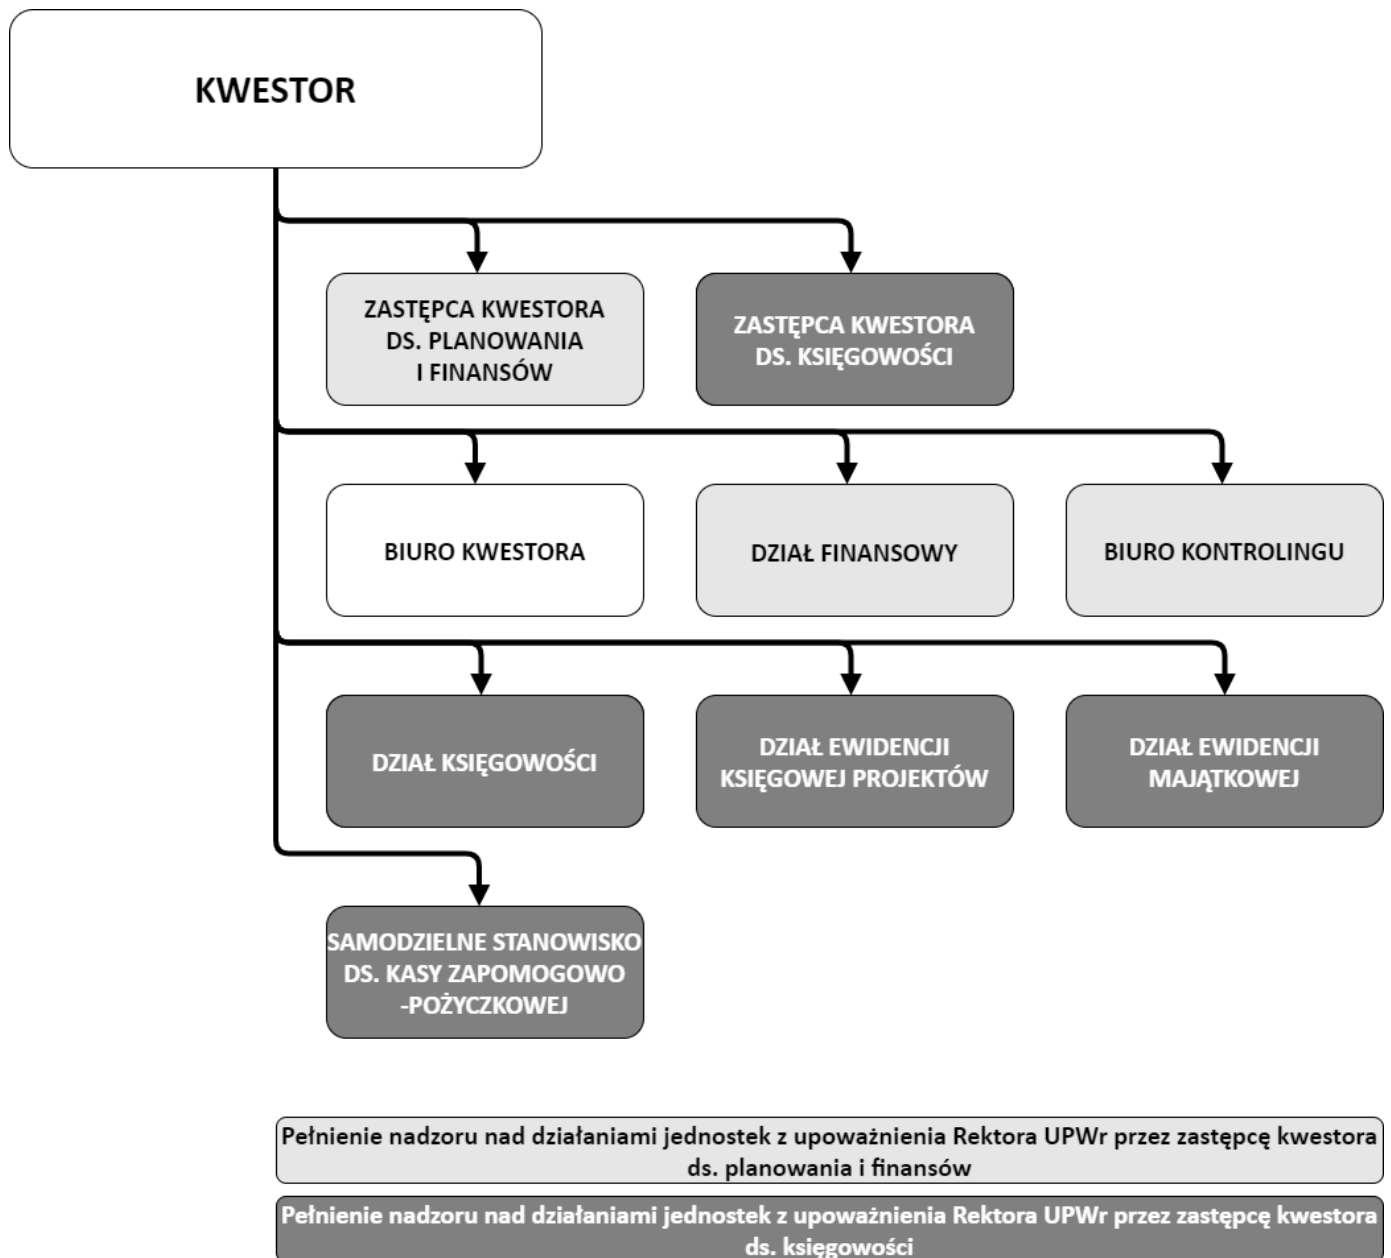 KWESTOR
ZASTĘPCA KWESTORA
DS. PLANOWANIA
I FINANSÓW
ZASTĘPCA KWESTORA
DS. KSIĘGOWOŚCI
BIURO KWESTORA
DZIAŁ FINANSOWY
BIURO KONTROLINGU
DZIAŁ KSIĘGOWOŚCI
DZIAŁ EWIDENCJI
KSIĘGOWEJ PROJEKTÓW
DZIAŁ EWIDENCJI
MAJĄTKOWEJ
SAMODZIELNE STANOWISKO
DS. KASY ZAPOMOGOWO
-POŻYCZKOWEJ
Pełnienie nadzoru nad działaniami jednostek z upoważnienia Rektora UPWr przez zastępcę kwestora
ds. planowania i finansów
Pełnienie nadzoru nad działaniami jednostek z upoważnienia Rektora UPWr przez zastępcę kwestora
ds. księgowości